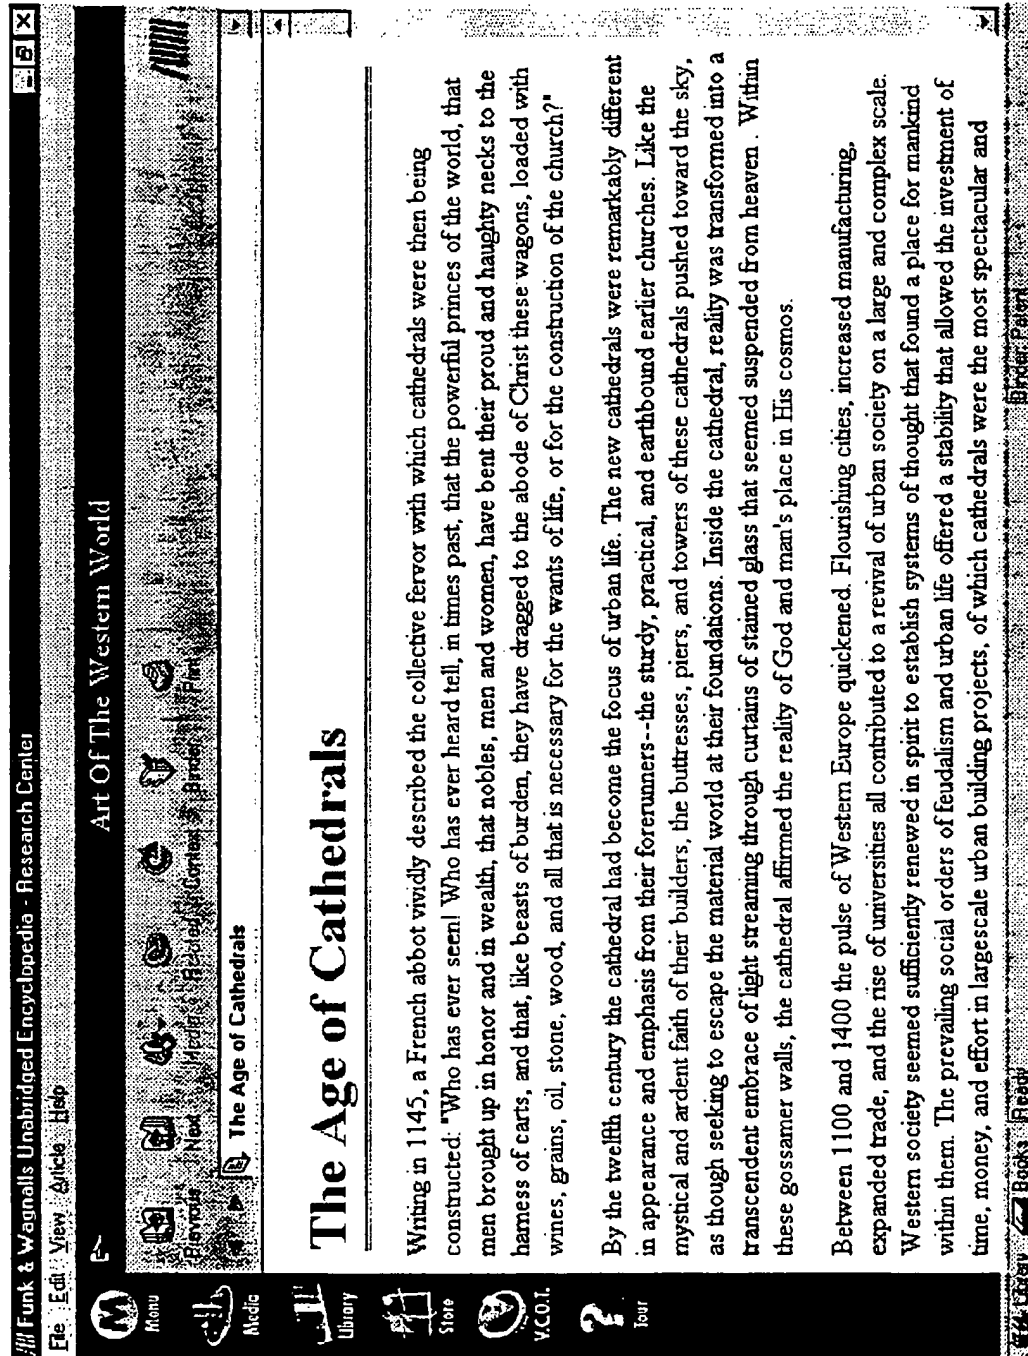 Funk & Wagnalls Unabridged Encyclopedia - Research Center
File Edit View Article Help
Art Of The Western World
Previous Next Media Related Context Binder Print
The Age of Cathedrals
Menu
Media
Library
Store
V.C.O.T.
Tour
The Age of Cathedrals
Writing in 1145, a French abbot vividly described the collective fervor with which cathedrals were then being
constructed: "Who has ever seen! Who has ever heard tell, in times past, that the powerful princes of the world, that
men brought up in honor and in wealth, that nobles, men and women, have bent their proud and haughty necks to the
harness of carts, and that, like beasts of burden, they have dragged to the abode of Christ these wagons, loaded with
wines, grains, oil, stone, wood, and all that is necessary for the wants of life, or for the construction of the church?"
By the twelfth century the cathedral had become the focus of urban life. The new cathedrals were remarkably different
in appearance and emphasis from their forerunners--the sturdy, practical, and earthbound earlier churches. Like the
mystical and ardent faith of their builders, the buttresses, piers, and towers of these cathedrals pushed toward the sky,
as though seeking to escape the material world at their foundations. Inside the cathedral, reality was transformed into a
transcendent embrace of light streaming through curtains of stained glass that seemed suspended from heaven . Within
these gossamer walls, the cathedral affirmed the reality of God and man's place in His cosmos.
Between 1100 and 1400 the pulse of Western Europe quickened. Flourishing cities, increased manufacturing,
expanded trade, and the rise of universities all contributed to a revival of urban society on a large and complex scale.
Western society seemed sufficiently renewed in spirit to establish systems of thought that found a place for mankind
within them. The prevailing social orders of feudalism and urban life offered a stability that allowed the investment of
time, money, and effort in largescale urban building projects, of which cathedrals were the most spectacular and
Library Books Ready Binder: Patent